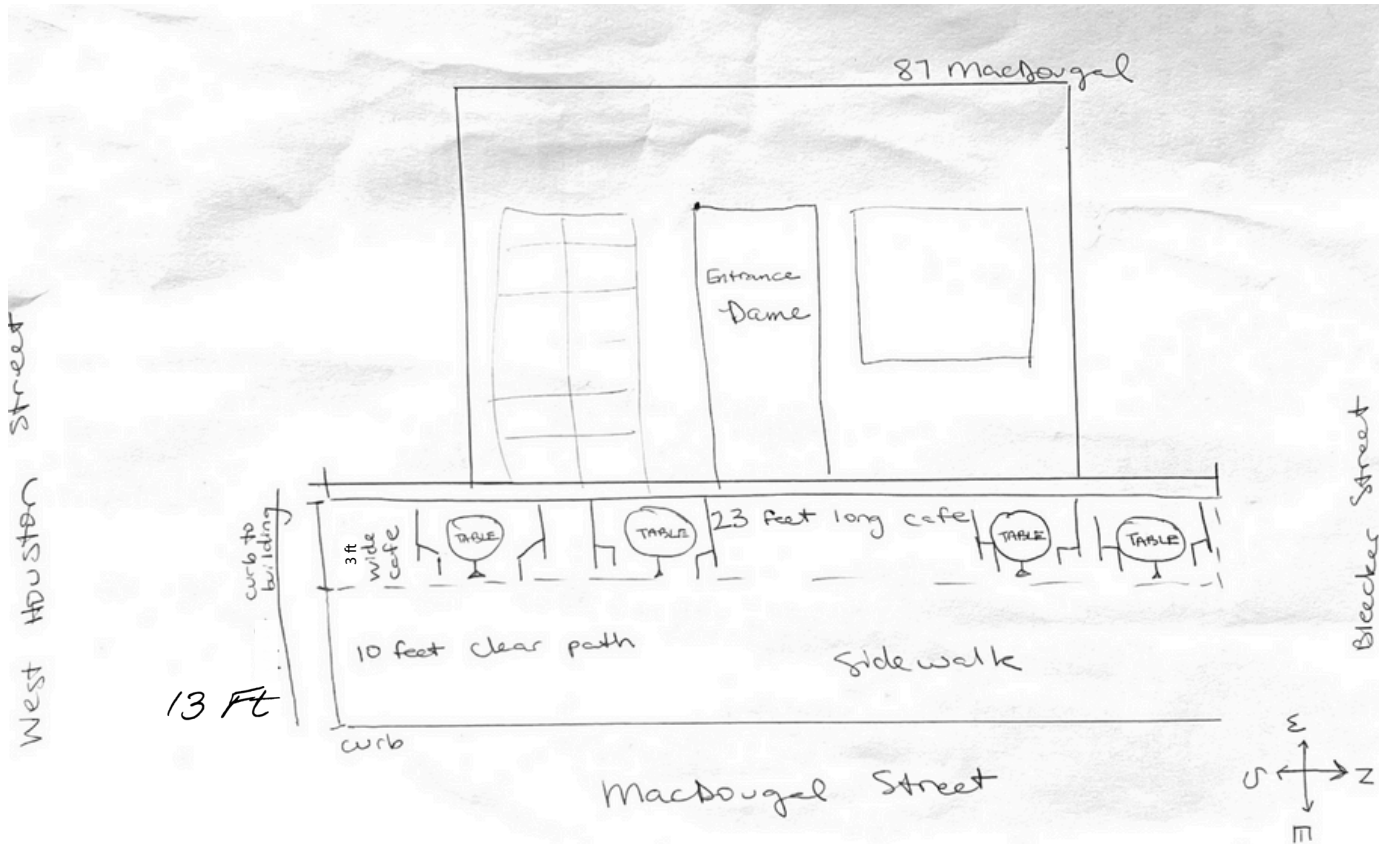 87 MacDougal
Entrance
Dame
West Houston Street
Bleecker Street
curb to
building
3 ft
wide
cafe
TABLE
TABLE
23 feet long cafe
TABLE
TABLE
10 feet clear path
sidewalk
13 Ft
curb
MacDougal Street
W
S
N
E